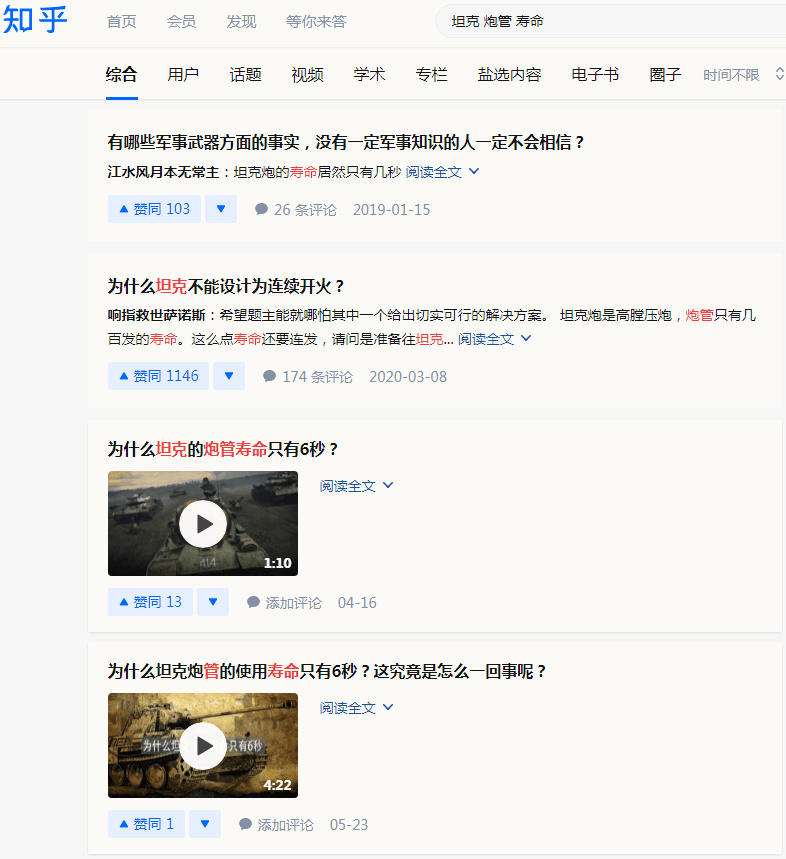 知乎 首页 会员 发现 等你来答 坦克 炮管 寿命
综合 用户 话题 视频 学术 专栏 盐选内容 电子书 圈子 时间不限
有哪些军事武器方面的事实，没有一定军事知识的人一定不会相信？
江水风月本无常主：坦克炮的寿命居然只有几秒 阅读全文
赞同 103 26 条评论 2019-01-15
为什么坦克不能设计为连续开火？
响指救世萨诺斯：希望题主能就哪怕其中一个给出切实可行的解决方案。 坦克炮是高膛压炮，炮管只有几
百发的寿命。这么点寿命还要连发，请问是准备往坦克... 阅读全文
赞同 1146 174 条评论 2020-03-08
为什么坦克的炮管寿命只有6秒？
阅读全文
414
1:10
赞同 13 添加评论 04-16
为什么坦克炮管的使用寿命只有6秒？这究竟是怎么一回事呢？
阅读全文
为什么坦 只有6秒
4:22
赞同 1 添加评论 05-23